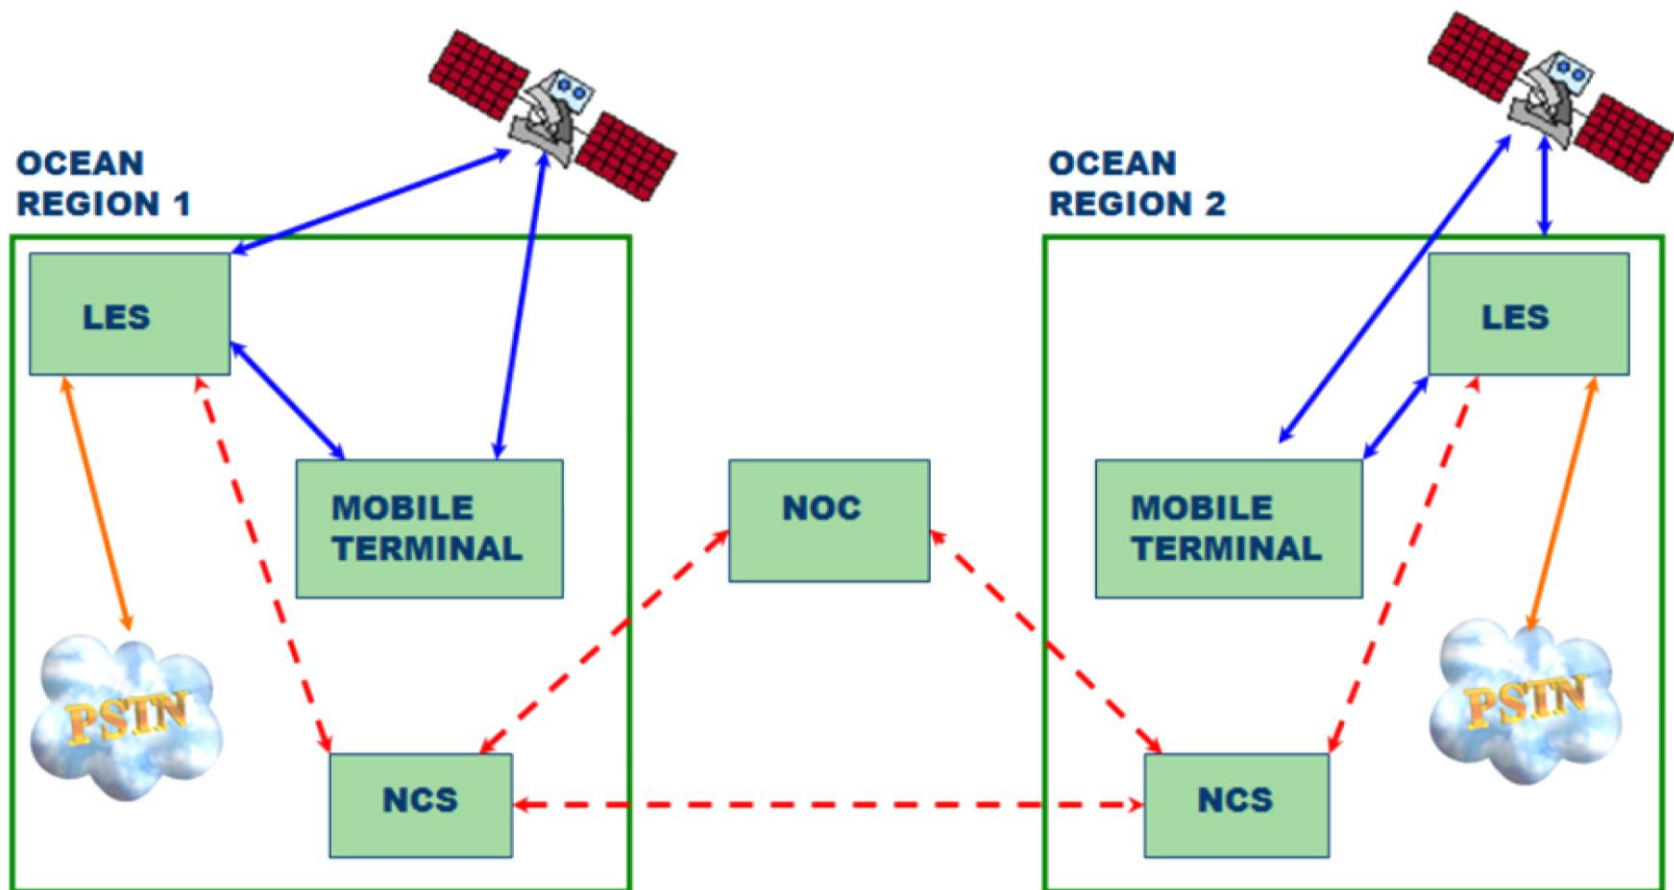 OCEAN
REGION 1
OCEAN
REGION 2
LES
LES
MOBILE
TERMINAL
NOC
MOBILE
TERMINAL
PSTN
PSTN
NCS
NCS